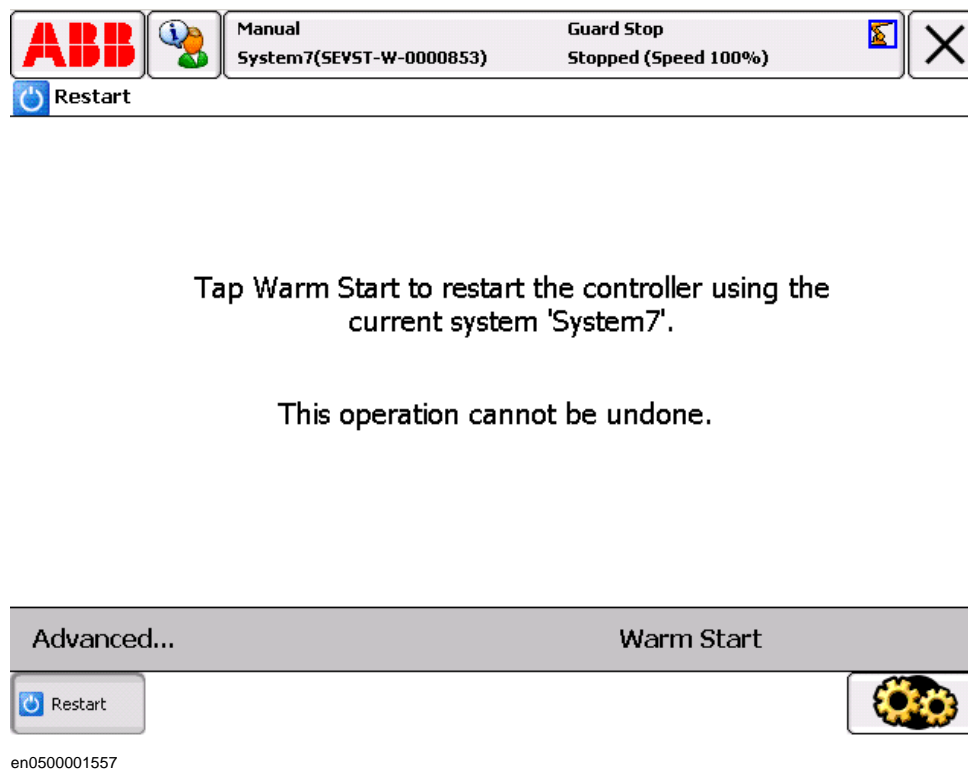 ABB
Manual
Guard Stop
System7(SEVST-W-0000853)
Stopped (Speed 100%)
Restart
Tap Warm Start to restart the controller using the
current system 'System7'.
This operation cannot be undone.
Advanced...
Warm Start
Restart
en0500001557